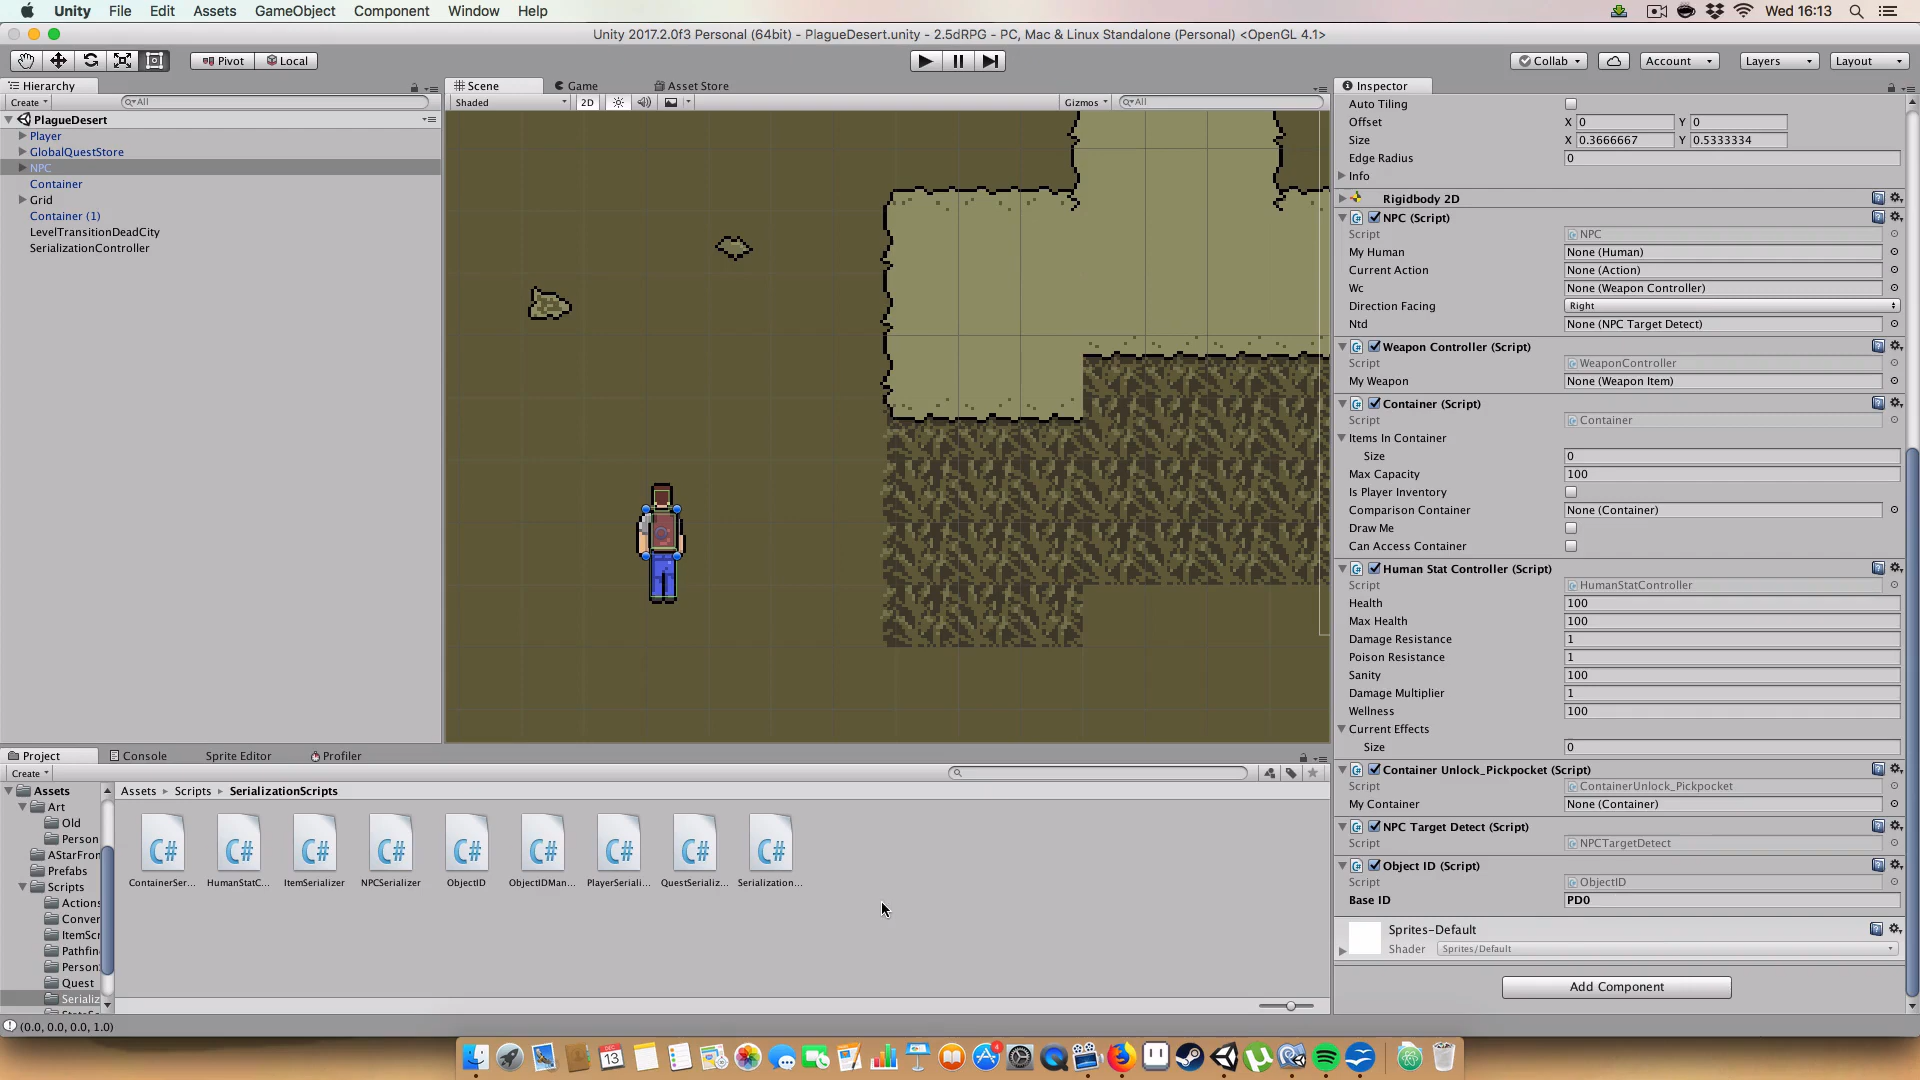 Unity File Edit Assets GameObject Component Window Help Wed 16:13
Unity 2017.2.0f3 Personal (64bit) - PlagueDesert.unity - 2.5dRPG - PC, Mac & Linux Standalone (Personal) <OpenGL 4.1>
Pivot Local Collab Account Layers Layout
Hierarchy Scene Game Asset Store Inspector
Create All Shaded 2D Gizmos All
PlagueDesert
Player
GlobalQuestStore
NPC
Container
Grid
Container (1)
LevelTransitionDeadCity
SerializationController
Auto Tiling
Offset X 0 Y 0
Size X 0.3666667 Y 0.5333334
Edge Radius 0
Info
Rigidbody 2D
NPC (Script)
Script NPC
My Human None (Human)
Current Action None (Action)
Wc None (Weapon Controller)
Direction Facing Right
Ntd None (NPC Target Detect)
Weapon Controller (Script)
Script WeaponController
My Weapon None (Weapon Item)
Container (Script)
Script Container
Items In Container
Size 0
Max Capacity 100
Is Player Inventory
Comparison Container None (Container)
Draw Me
Can Access Container
Human Stat Controller (Script)
Script HumanStatController
Health 100
Max Health 100
Damage Resistance 1
Poison Resistance 1
Sanity 100
Damage Multiplier 1
Wellness 100
Current Effects
Size 0
Container Unlock_Pickpocket (Script)
Script ContainerUnlock_Pickpocket
My Container None (Container)
NPC Target Detect (Script)
Script NPCTargetDetect
Object ID (Script)
Script ObjectID
Base ID PD0
Sprites-Default
Shader Sprites/Default
Add Component
Project Console Sprite Editor Profiler
Create
Assets
Art
Old
Person
AStarFron
Prefabs
Scripts
Actions
Conver
ItemScr
Pathfin
Person
Quest
Serializ
Assets Scripts SerializationScripts
C# C# C# C# C# C# C# C# C#
ContainerSer... HumanStatC... ItemSerializer NPCSerializer ObjectID ObjectIDMan... PlayerSeriali... QuestSerializ... Serialization...
(0.0, 0.0, 0.0, 1.0)
DEC
13
4